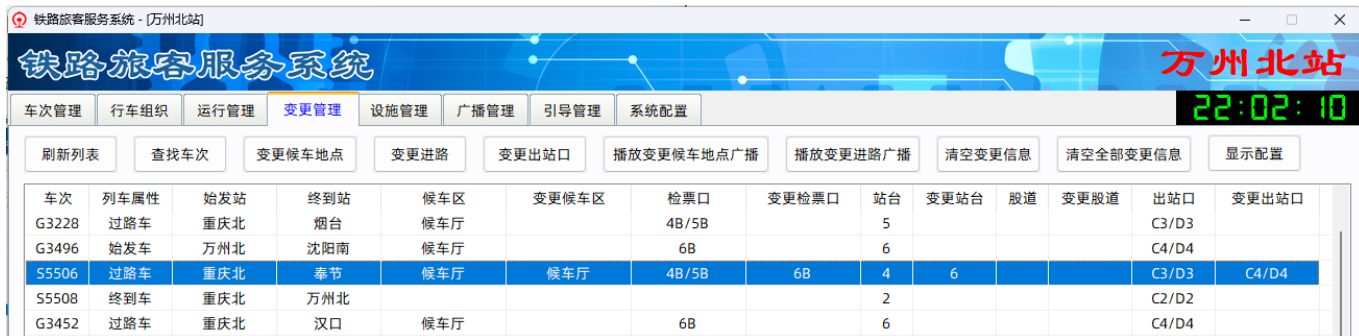 铁路旅客服务系统 - [万州北站]
铁路旅客服务系统 万州北站
车次管理 行车组织 运行管理 变更管理 设施管理 广播管理 引导管理 系统配置 22:02:10
刷新列表 查找车次 变更候车地点 变更进路 变更出站口 播放变更候车地点广播 播放变更进路广播 清空变更信息 清空全部变更信息 显示配置
车次 列车属性 始发站 终到站 候车区 变更候车区 检票口 变更检票口 站台 变更站台 股道 变更股道 出站口 变更出站口
G3228 过路车 重庆北 烟台 候车厅 4B/5B 5 C3/D3
G3496 始发车 万州北 沈阳南 候车厅 6B 6 C4/D4
S5506 过路车 重庆北 奉节 候车厅 候车厅 4B/5B 6B 4 6 C3/D3 C4/D4
S5508 终到车 重庆北 万州北 2 C2/D2
G3452 过路车 重庆北 汉口 候车厅 6B 6 C4/D4